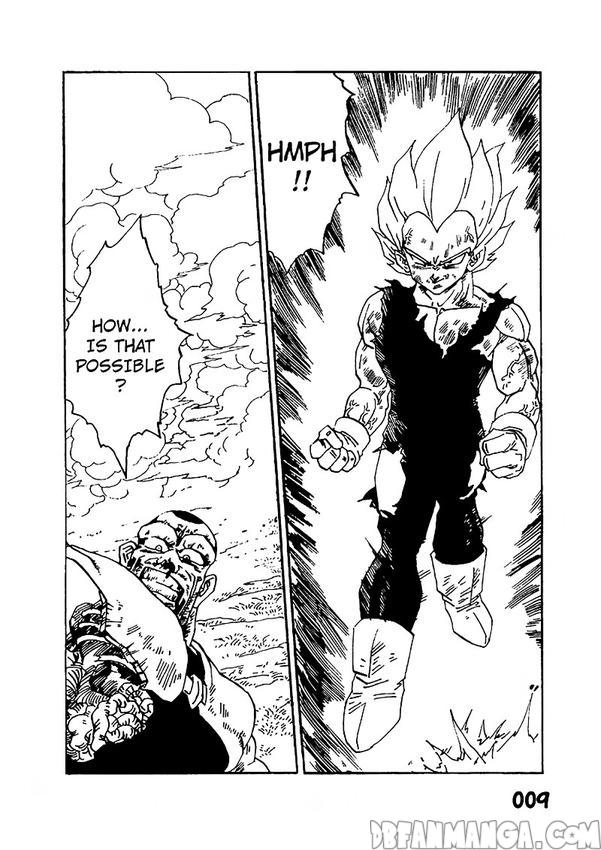 HMPH
!!
HOW...
IS THAT
POSSIBLE
?
009
DBFANMANGA.COM